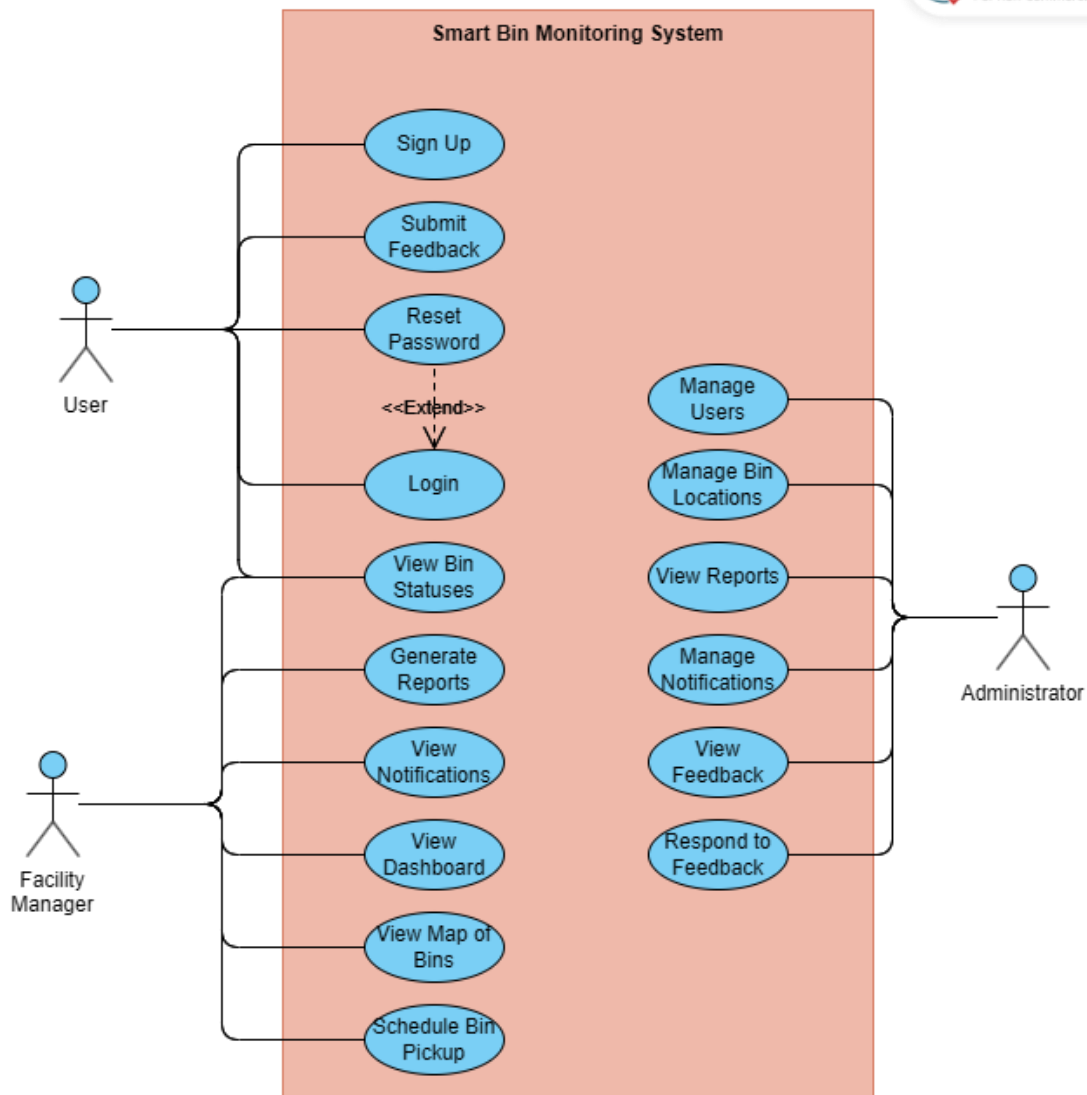 Smart Bin Monitoring System
Sign Up
Submit
Feedback
Reset
Password
<<Extend>>
Login
View Bin
Statuses
Generate
Reports
View
Notifications
View
Dashboard
View Map of
Bins
Schedule Bin
Pickup
Manage
Users
Manage Bin
Locations
View Reports
Manage
Notifications
View
Feedback
Respond to
Feedback
User
Facility
Manager
Administrator